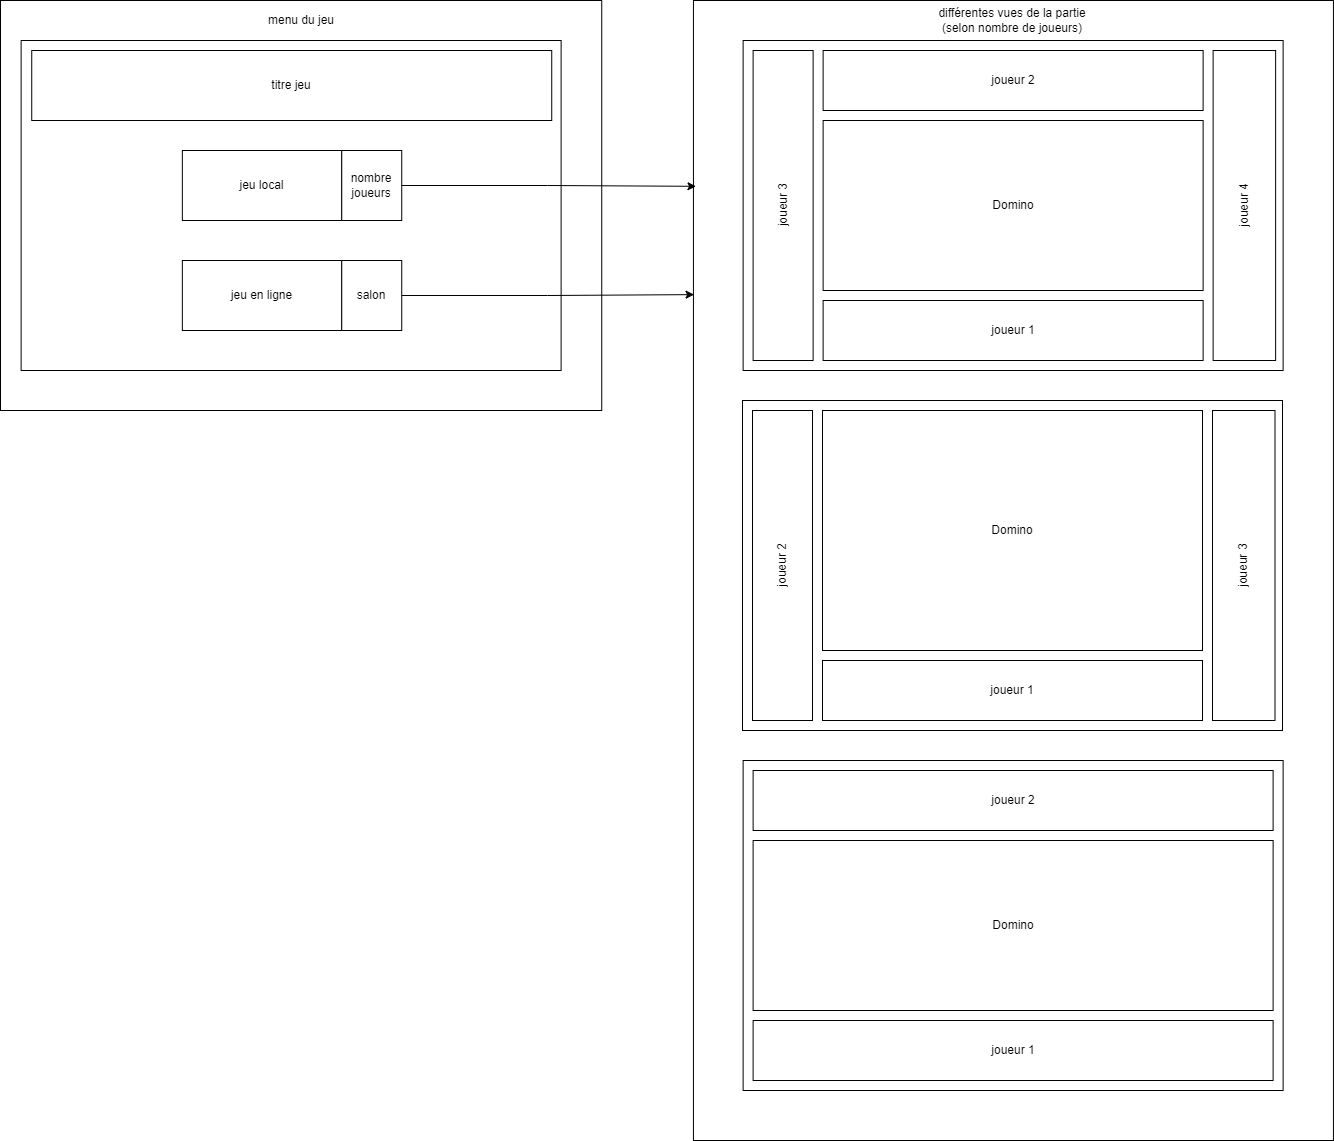 menu du jeu
titre jeu
jeu local
nombre
joueurs
jeu en ligne
salon
différentes vues de la partie
(selon nombre de joueurs)
joueur 2
joueur 3
Domino
joueur 4
joueur 1
Domino
joueur 2
joueur 3
joueur 1
joueur 2
Domino
joueur 1